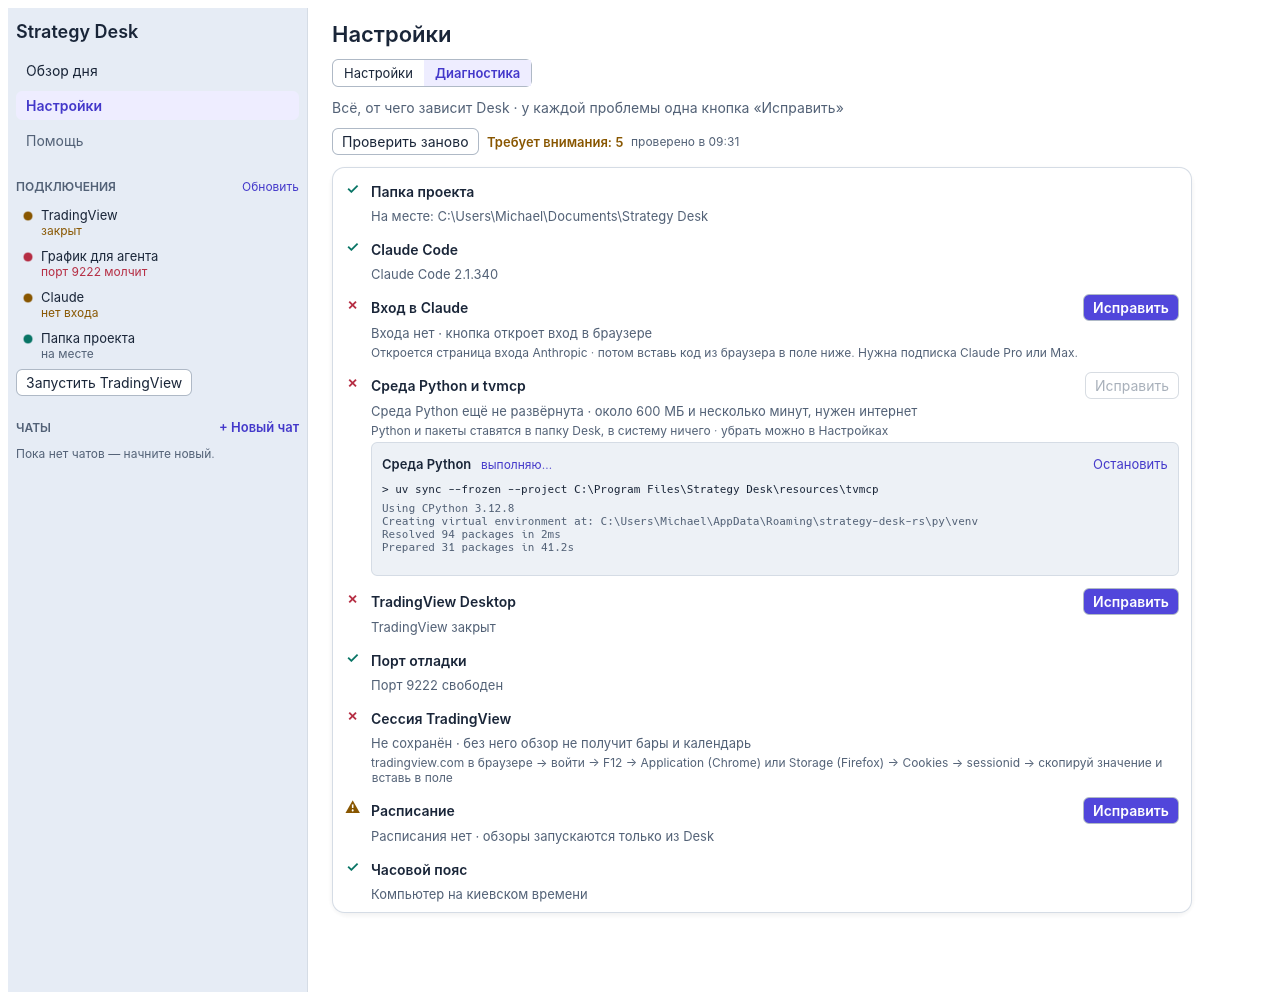 Strategy Desk
Обзор дня
Настройки
Помощь
ПОДКЛЮЧЕНИЯ
Обновить
TradingView
закрыт
График для агента
порт 9222 молчит
Claude
нет входа
Папка проекта
на месте
Запустить TradingView
ЧАТЫ
+ Новый чат
Пока нет чатов — начните новый.
Настройки
Настройки
Диагностика
Всё, от чего зависит Desk · у каждой проблемы одна кнопка «Исправить»
Проверить заново
Требует внимания: 5
проверено в 09:31
Папка проекта
На месте: C:\Users\Michael\Documents\Strategy Desk
Claude Code
Claude Code 2.1.340
Вход в Claude
Исправить
Входа нет · кнопка откроет вход в браузере
Откроется страница входа Anthropic · потом вставь код из браузера в поле ниже. Нужна подписка Claude Pro или Max.
Среда Python и tvmcp
Исправить
Среда Python ещё не развёрнута · около 600 МБ и несколько минут, нужен интернет
Python и пакеты ставятся в папку Desk, в систему ничего · убрать можно в Настройках
Среда Python
выполняю…
Остановить
> uv sync --frozen --project C:\Program Files\Strategy Desk\resources\tvmcp
Using CPython 3.12.8
Creating virtual environment at: C:\Users\Michael\AppData\Roaming\strategy-desk-rs\py\venv
Resolved 94 packages in 2ms
Prepared 31 packages in 41.2s
TradingView Desktop
Исправить
TradingView закрыт
Порт отладки
Порт 9222 свободен
Сессия TradingView
Не сохранён · без него обзор не получит бары и календарь
tradingview.com в браузере → войти → F12 → Application (Chrome) или Storage (Firefox) → Cookies → sessionid → скопируй значение и
вставь в поле
Расписание
Исправить
Расписания нет · обзоры запускаются только из Desk
Часовой пояс
Компьютер на киевском времени